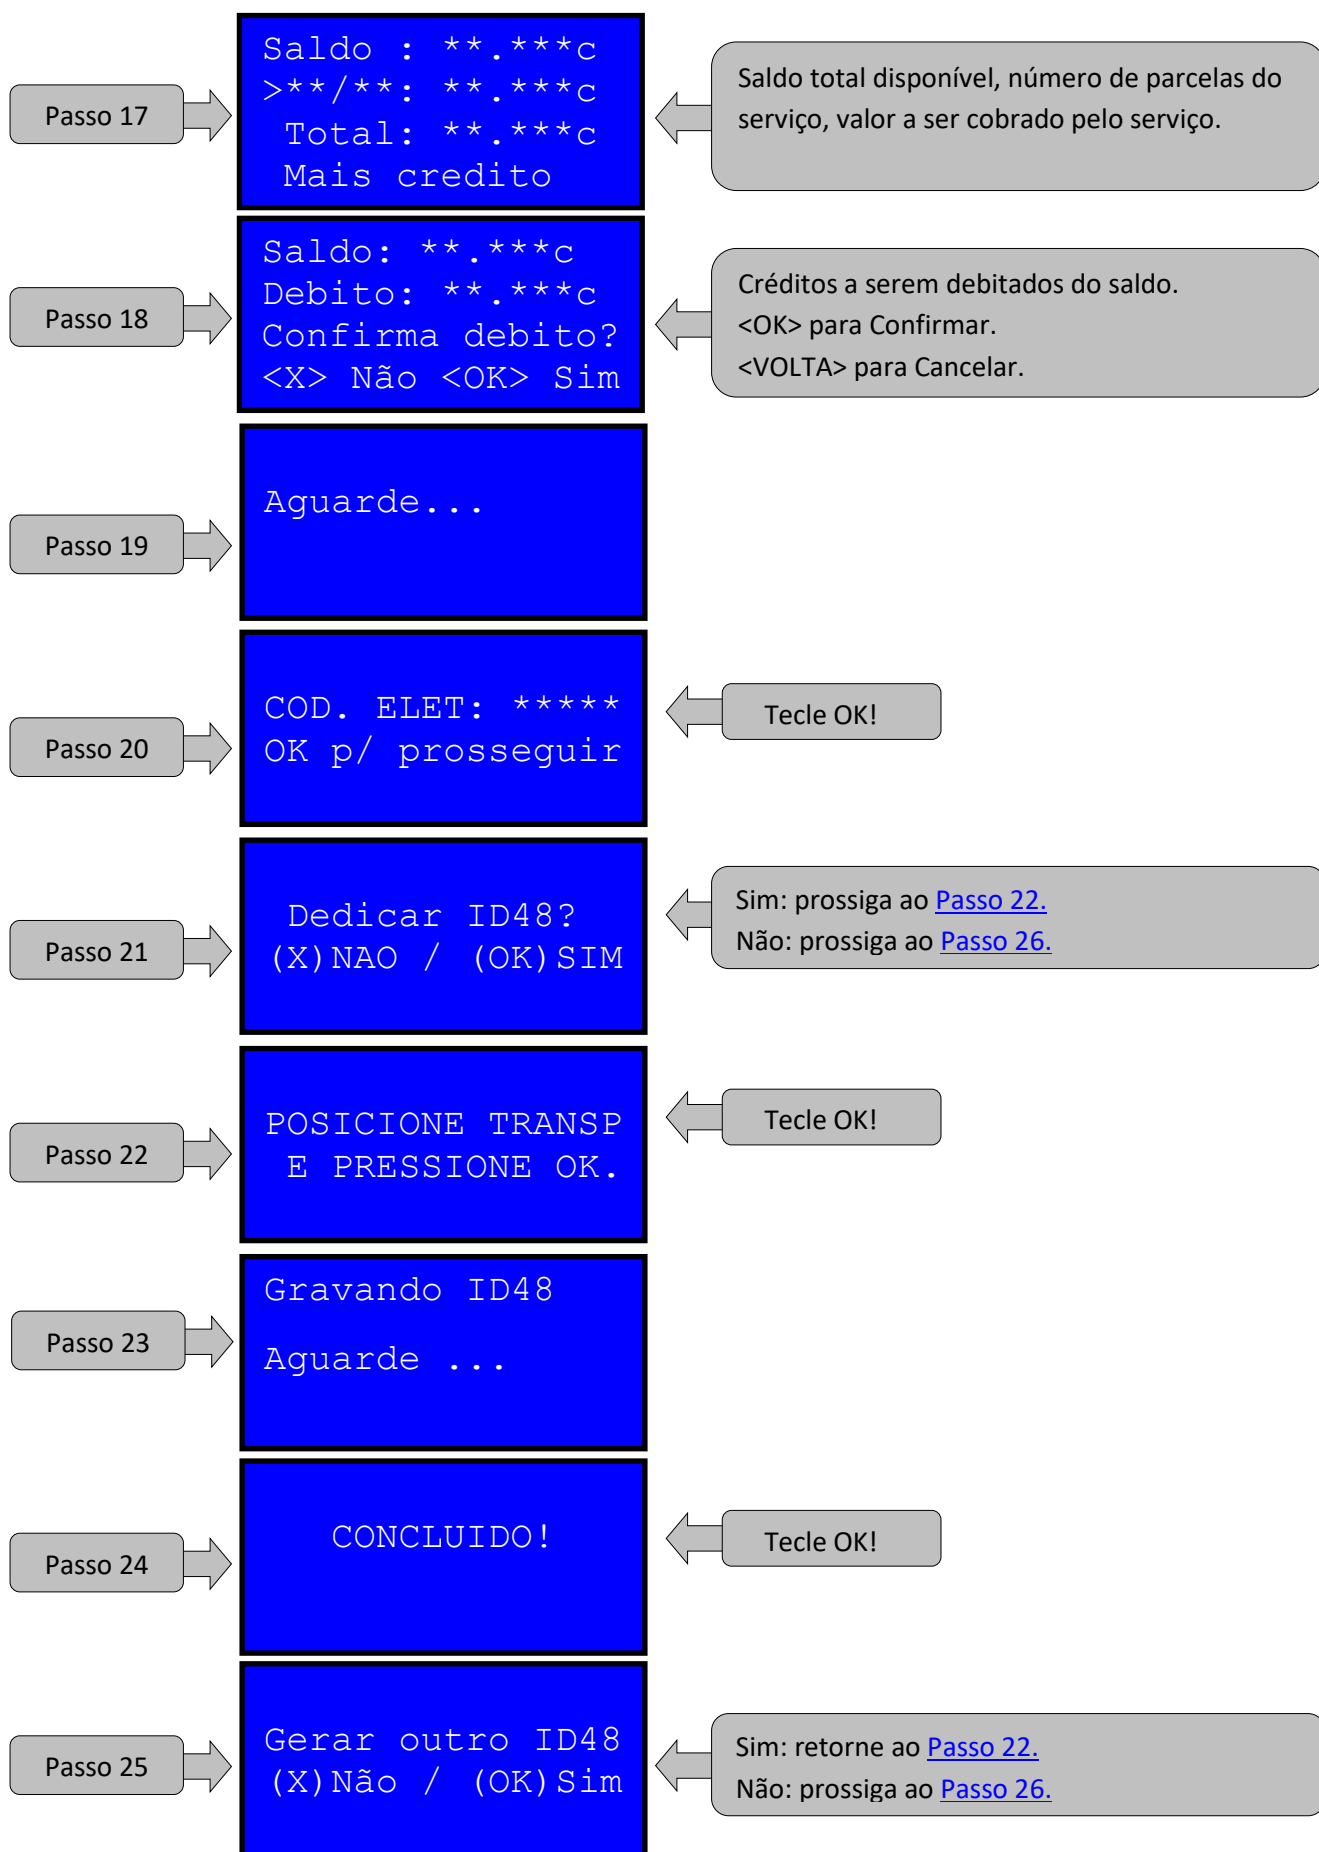 Passo 17
Saldo : **.***c
>**/**: **.***c
Total: **.***c
Mais credito
Saldo total disponível, número de parcelas do
serviço, valor a ser cobrado pelo serviço.
Passo 18
Saldo: **.***c
Debito: **.***c
Confirma debito?
<X> Não <OK> Sim
Créditos a serem debitados do saldo.
<OK> para Confirmar.
<VOLTA> para Cancelar.
Passo 19
Aguarde...
Passo 20
COD. ELET: *****
OK p/ prosseguir
Tecle OK!
Passo 21
Dedicar ID48?
(X)NAO / (OK)SIM
Sim: prossiga ao Passo 22.
Não: prossiga ao Passo 26.
Passo 22
POSICIONE TRANSP
E PRESSIONE OK.
Tecle OK!
Passo 23
Gravando ID48
Aguarde ...
Passo 24
CONCLUIDO!
Tecle OK!
Passo 25
Gerar outro ID48
(X)Não / (OK)Sim
Sim: retorne ao Passo 22.
Não: prossiga ao Passo 26.